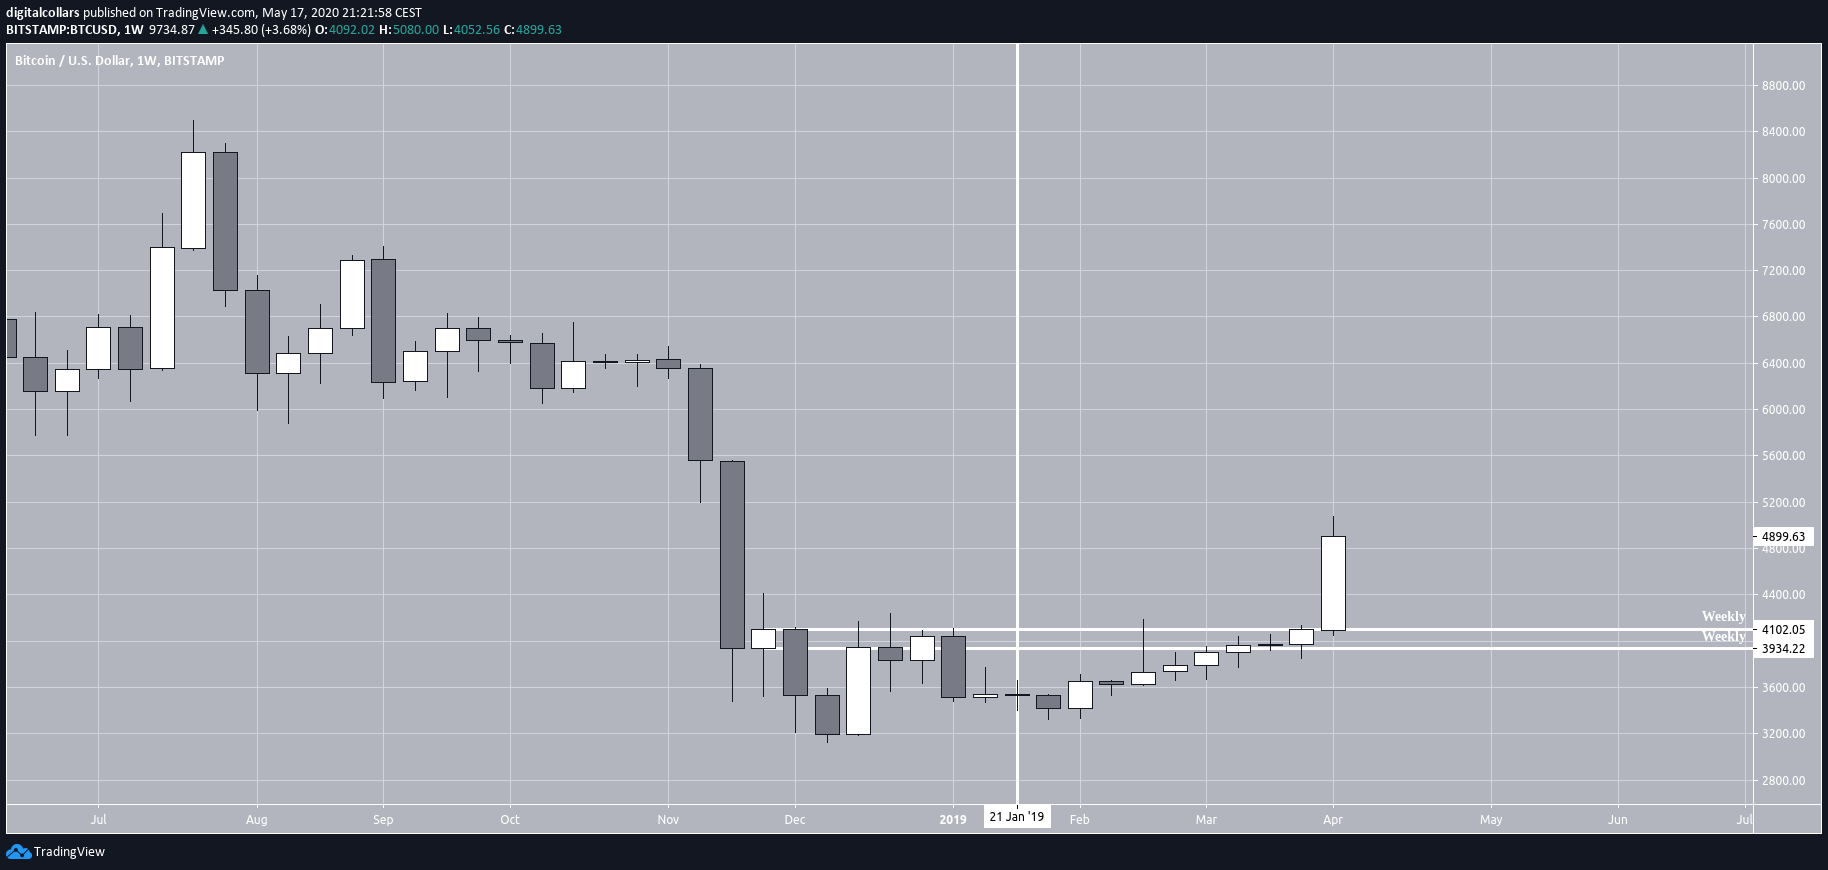 digitalcollars published on TradingView.com, May 17, 2020 21:21:58 CEST
BITSTAMP:BTCUSD, 1W 9734.87 ▲ +345.80 (+3.68%) O:4092.02 H:5080.00 L:4052.56 C:4899.63
Bitcoin / U.S. Dollar, 1W, BITSTAMP
8800.00
8400.00
8000.00
7600.00
7200.00
6800.00
6400.00
6000.00
5600.00
5200.00
4899.63
4800.00
4400.00
Weekly
4102.05
Weekly
3934.22
3600.00
3200.00
2800.00
Jul Aug Sep Oct Nov Dec 2019 21 Jan '19 Feb Mar Apr May Jun Jul
TradingView